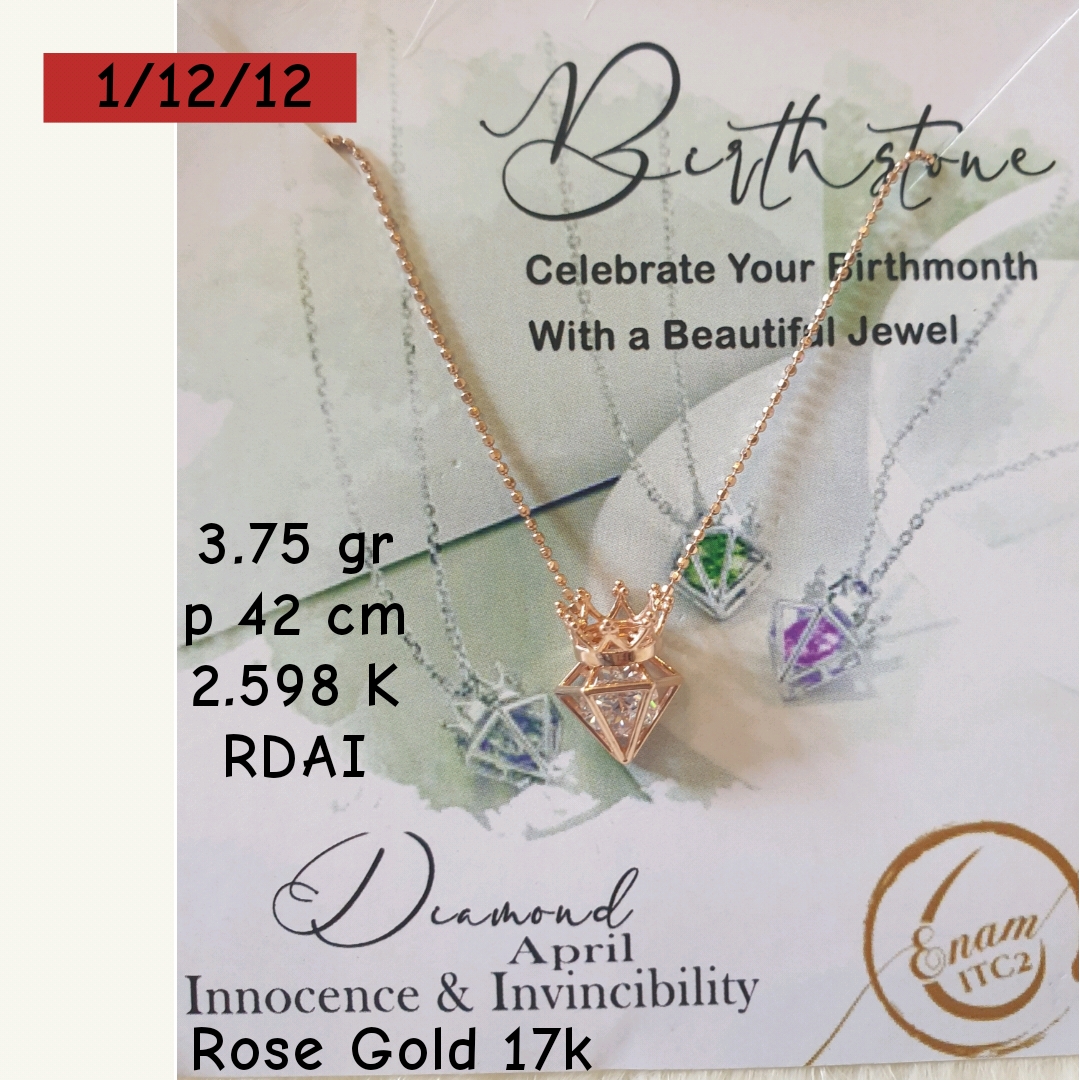 1/12/12
Birthstone
Celebrate Your Birthmonth
With a Beautiful Jewel
3.75 gr
p 42 cm
2.598 K
RDAI
Diamond
April
Innocence & Invincibility
Rose Gold 17k
Enam
ITC2